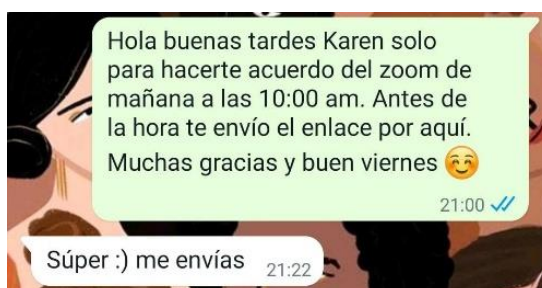 Hola buenas tardes Karen solo
para hacerte acuerdo del zoom de
mañana a las 10:00 am. Antes de
la hora te envío el enlace por aquí.
Muchas gracias y buen viernes ☺️
21:00
Súper :) me envías 21:22